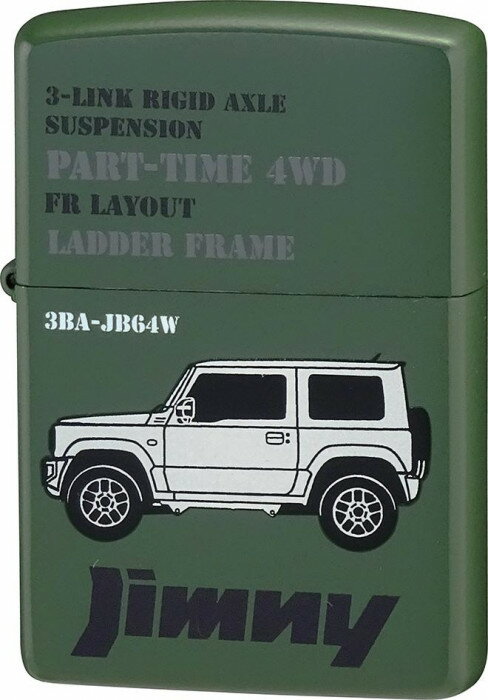 3-LINK RIGID AXLE
SUSPENSION
PART-TIME 4WD
FR LAYOUT
LADDER FRAME
3BA-JB64W
Jimny